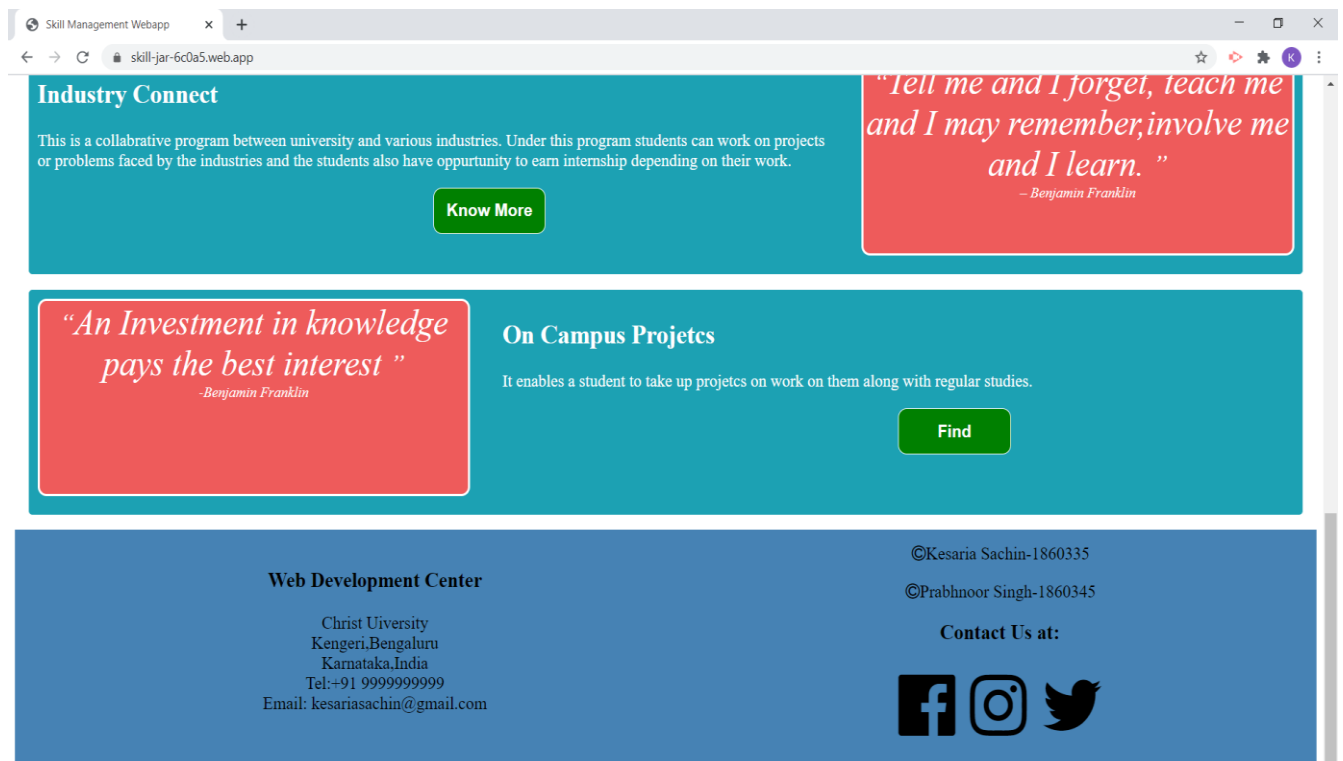 Skill Management Webapp
skill-jar-6c0a5.web.app
K
Industry Connect
This is a collabrative program between university and various industries. Under this program students can work on projects
or problems faced by the industries and the students also have oppurtunity to earn internship depending on their work.
Know More
“Tell me and I forget, teach me
and I may remember,involve me
and I learn. ”
– Benjamin Franklin
“An Investment in knowledge
pays the best interest ”
-Benjamin Franklin
On Campus Projetcs
It enables a student to take up projetcs on work on them along with regular studies.
Find
Web Development Center
Christ Uiversity
Kengeri,Bengaluru
Karnataka,India
Tel:+91 9999999999
Email: kesariasachin@gmail.com
©Kesaria Sachin-1860335
©Prabhnoor Singh-1860345
Contact Us at: